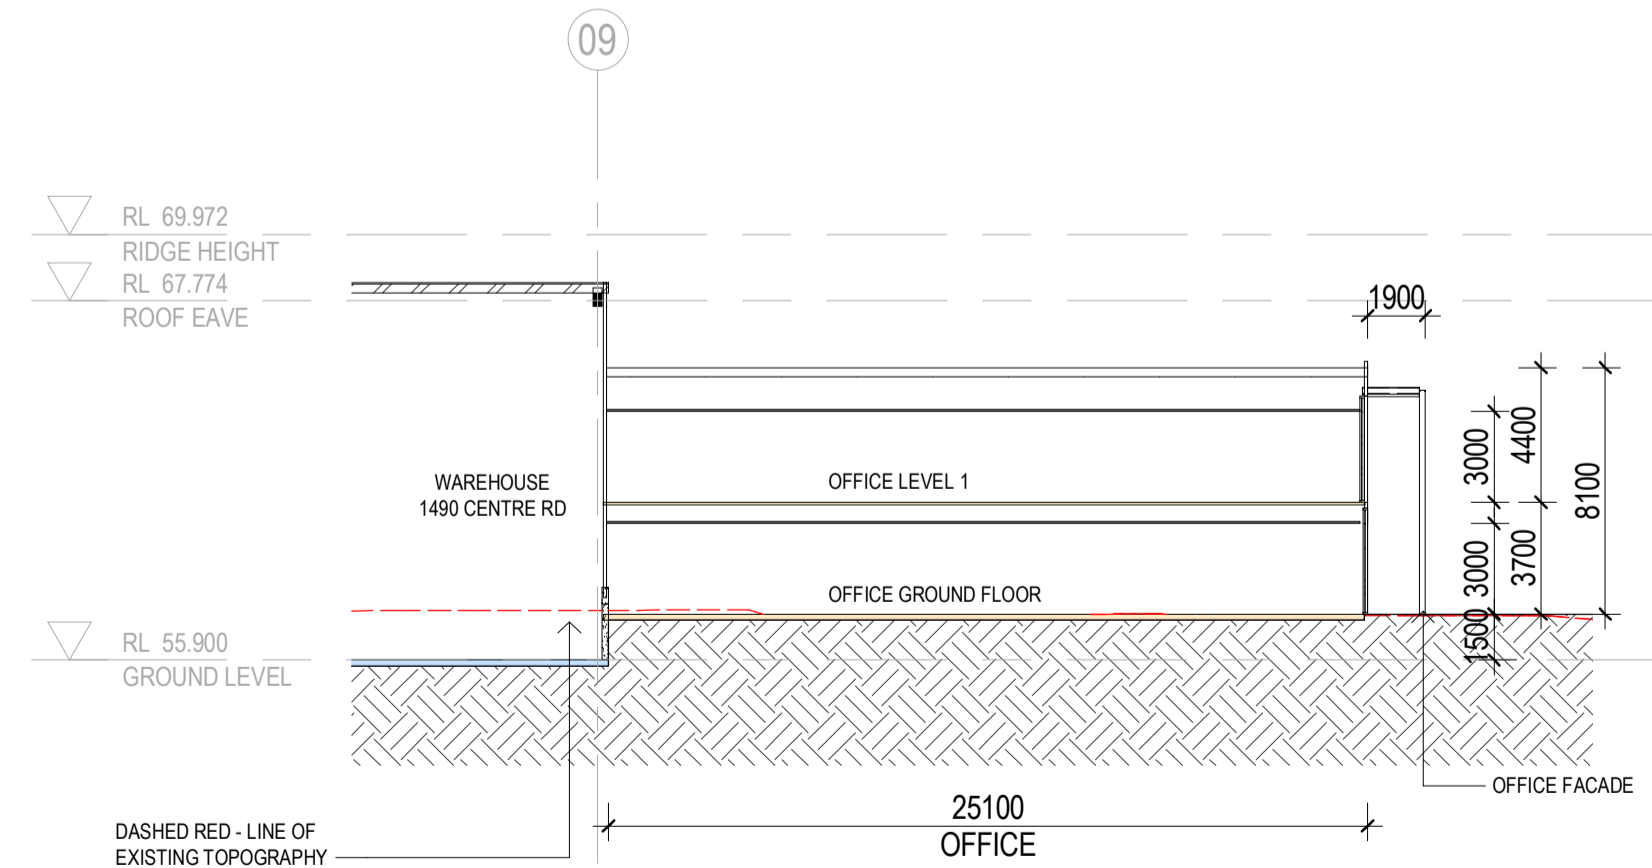 09
RL 69.972
RIDGE HEIGHT
RL 67.774
ROOF EAVE
1900
WAREHOUSE
1490 CENTRE RD
OFFICE LEVEL 1
3000
4400
8100
OFFICE GROUND FLOOR
3000
3700
1500
RL 55.900
GROUND LEVEL
OFFICE FACADE
25100
OFFICE
DASHED RED - LINE OF
EXISTING TOPOGRAPHY